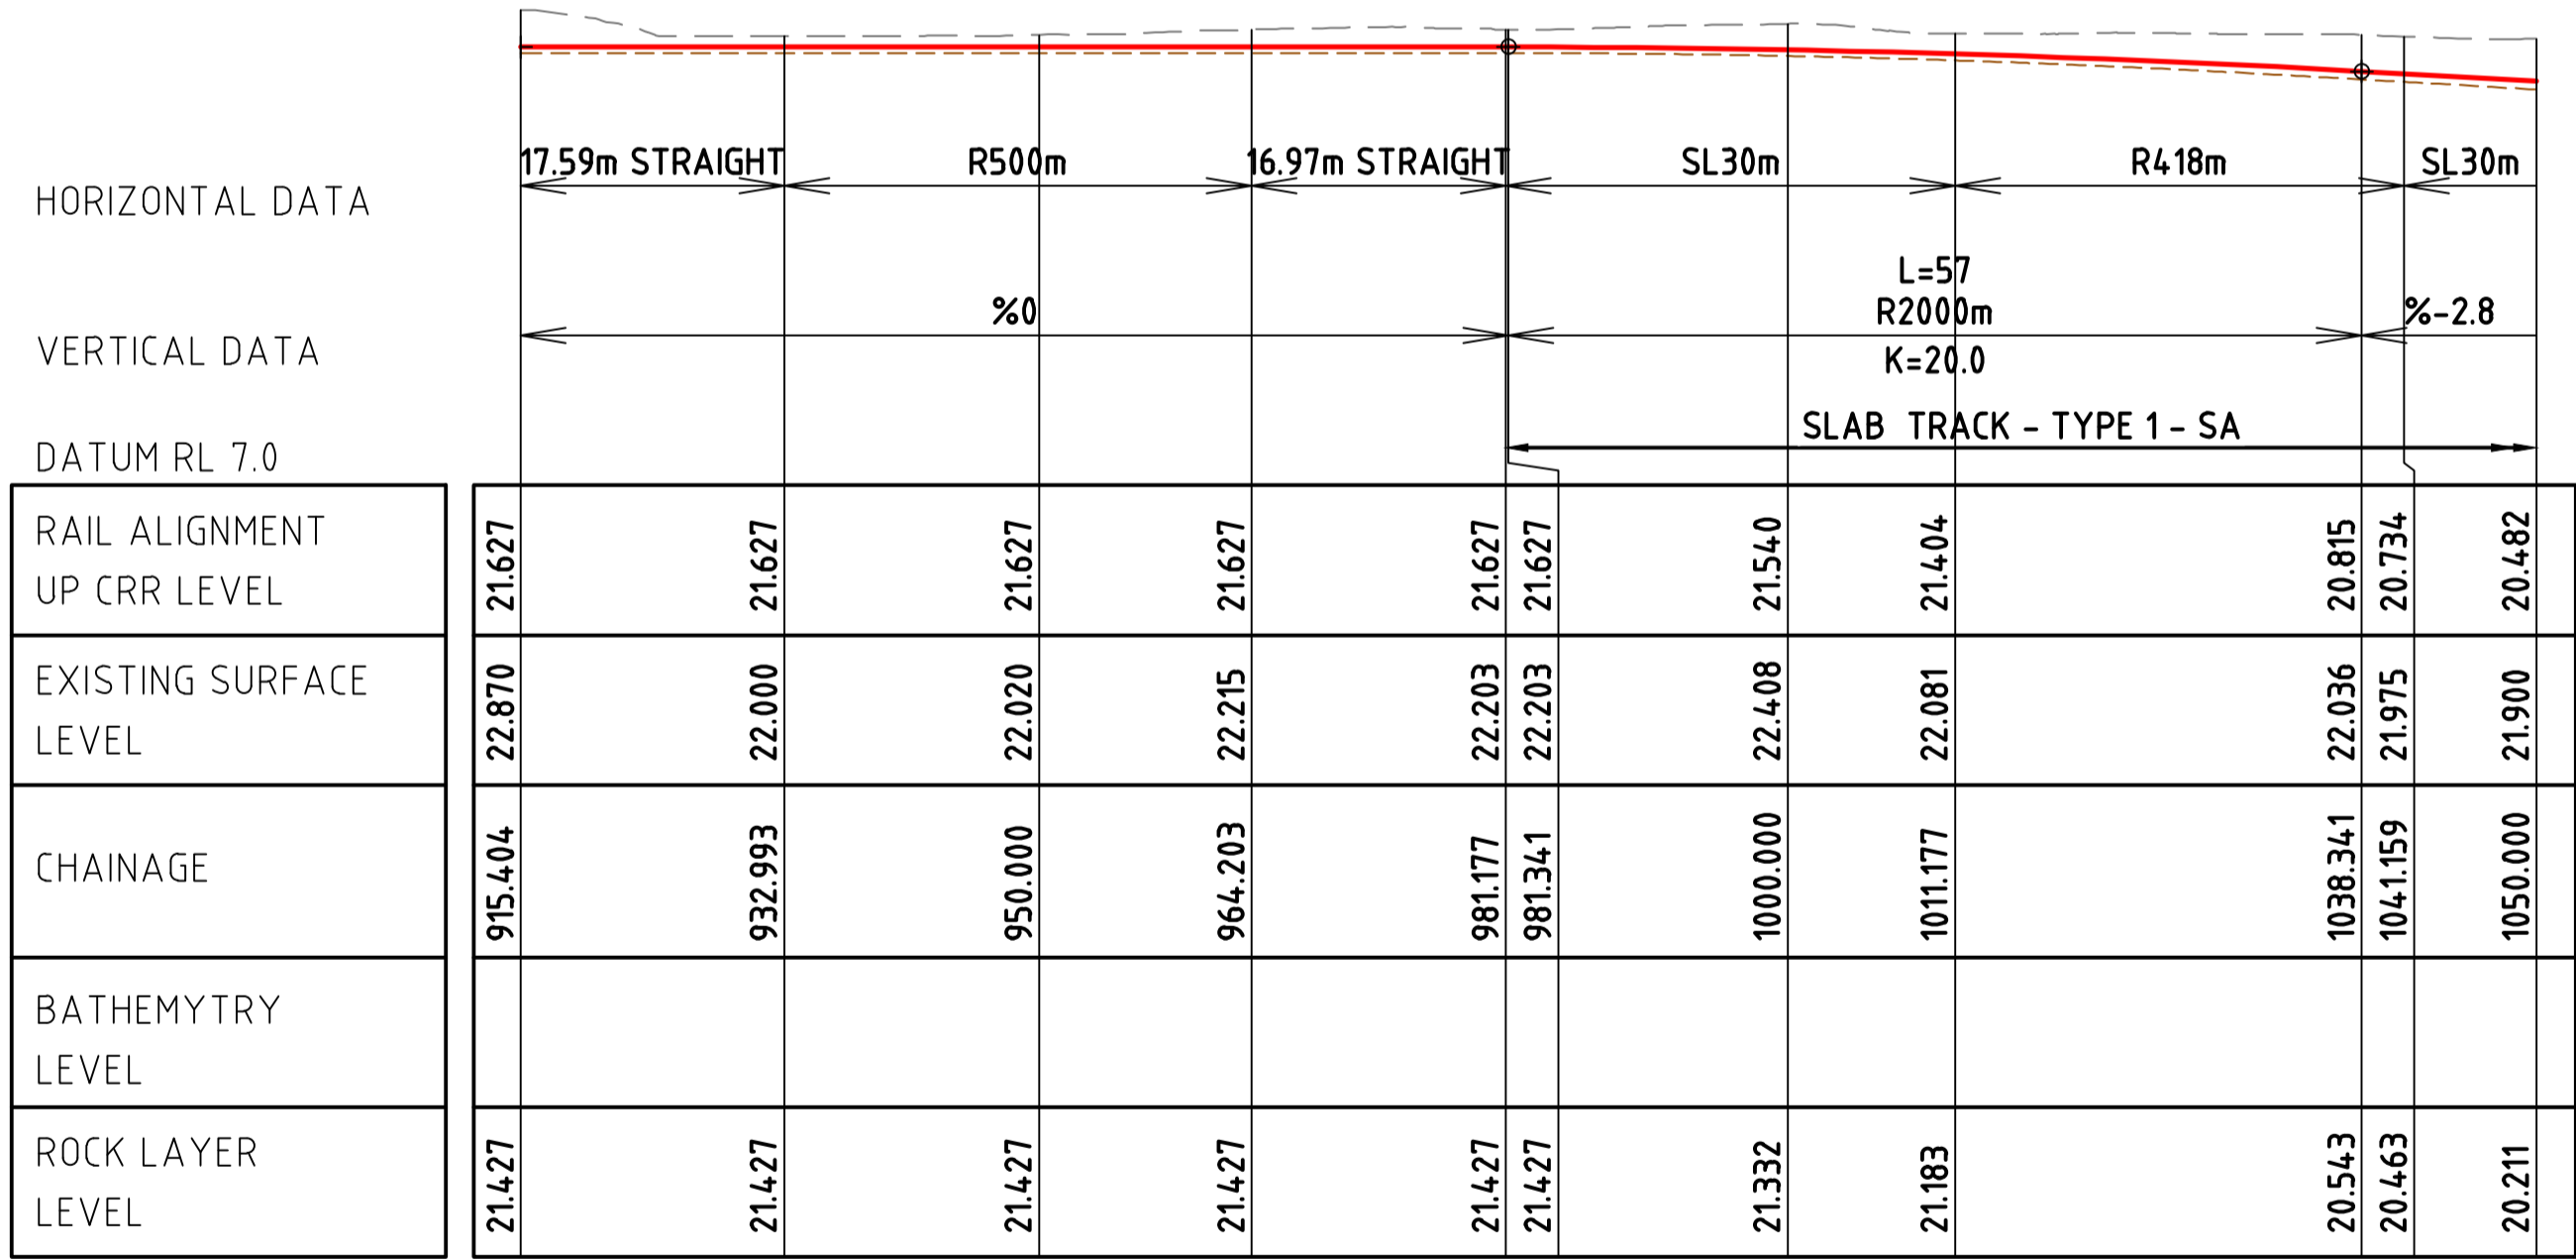 17.59m STRAIGHT R500m 16.97m STRAIGHT SL30m R418m SL30m
HORIZONTAL DATA
L=57
%0 R2000m %-2.8
VERTICAL DATA
K=20.0
SLAB TRACK - TYPE 1 - SA
DATUM RL 7.0
RAIL ALIGNMENT
UP CRR LEVEL
21.627 21.627 21.627 21.627 21.627 21.627 21.540 21.404 20.815 20.734 20.482
EXISTING SURFACE
LEVEL
22.870 22.000 22.020 22.215 22.203 22.203 22.408 22.081 22.036 21.975 21.900
CHAINAGE
915.404 932.993 950.000 964.203 981.177 981.341 1000.000 1011.177 1038.341 1041.159 1050.000
BATHEMYTRY
LEVEL
ROCK LAYER
LEVEL
21.427 21.427 21.427 21.427 21.427 21.427 21.332 21.183 20.543 20.463 20.211